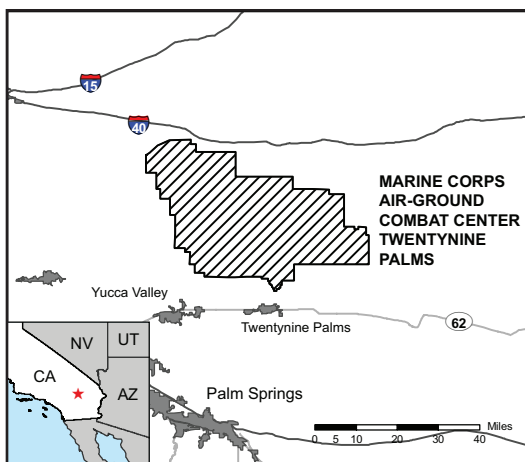 15
40
MARINE CORPS
AIR-GROUND
COMBAT CENTER
TWENTYNINE
PALMS
Yucca Valley
Twentynine Palms
62
NV
UT
CA
AZ
Palm Springs
Miles
0 5 10 20 30 40